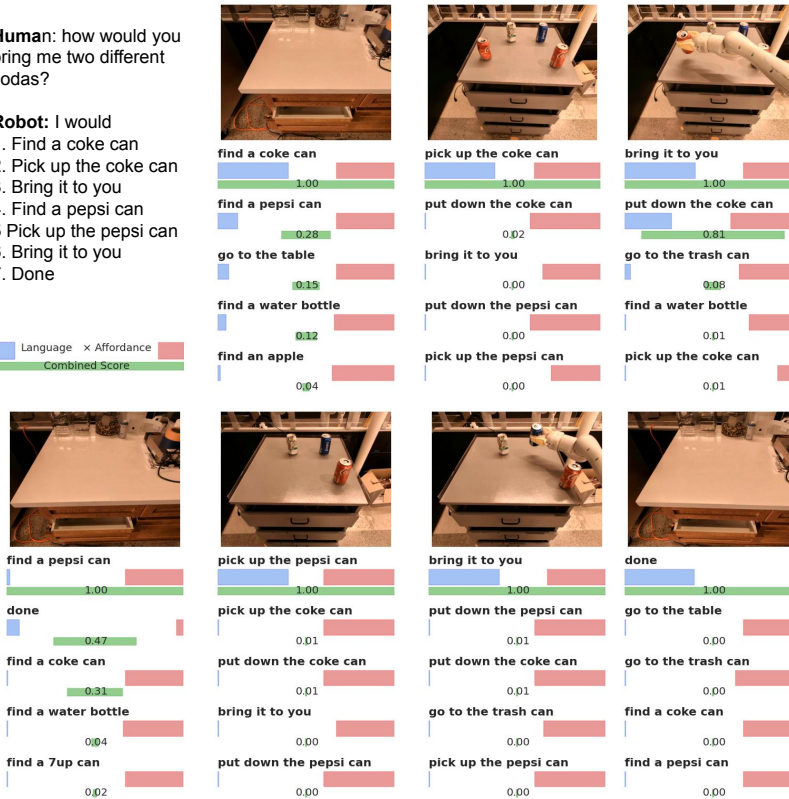 Human: how would you
bring me two different
sodas?
Robot: I would
. Find a coke can
. Pick up the coke can
. Bring it to you
. Find a pepsi can
5 Pick up the pepsi can
. Bring it to you
. Done
Language × Affordance
Combined Score
find a coke can
1.00
find a pepsi can
0.28
go to the table
0.15
find a water bottle
0.12
find an apple
0.04
pick up the coke can
1.00
put down the coke can
0.02
bring it to you
0.00
put down the pepsi can
0.00
pick up the pepsi can
0.00
bring it to you
1.00
put down the coke can
0.81
go to the trash can
0.08
find a water bottle
0.01
pick up the coke can
0.01
find a pepsi can
1.00
done
0.47
find a coke can
0.31
find a water bottle
0.04
find a 7up can
0.02
pick up the pepsi can
1.00
pick up the coke can
0.01
put down the coke can
0.01
bring it to you
0.00
put down the pepsi can
0.00
bring it to you
1.00
put down the pepsi can
0.01
put down the coke can
0.01
go to the trash can
0.00
pick up the pepsi can
0.00
done
1.00
go to the table
0.00
go to the trash can
0.00
find a coke can
0.00
find a pepsi can
0.00